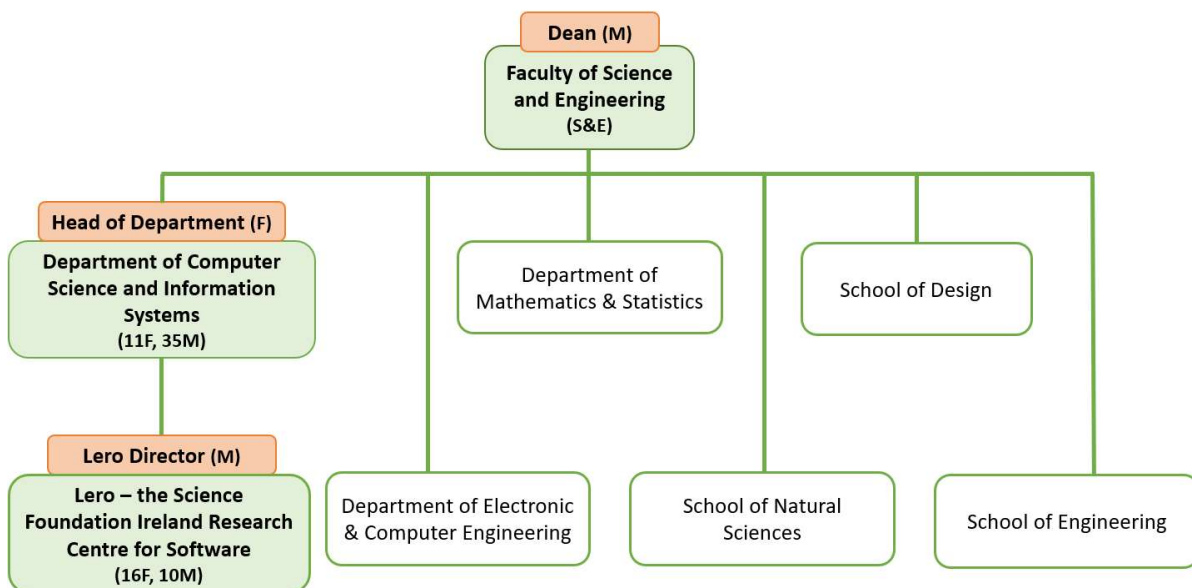 Dean (M)
Faculty of Science
and Engineering
(S&E)
Head of Department (F)
Department of Computer
Science and Information
Systems
(11F, 35M)
Department of
Mathematics & Statistics
School of Design
Lero Director (M)
Lero – the Science
Foundation Ireland Research
Centre for Software
(16F, 10M)
Department of Electronic
& Computer Engineering
School of Natural
Sciences
School of Engineering